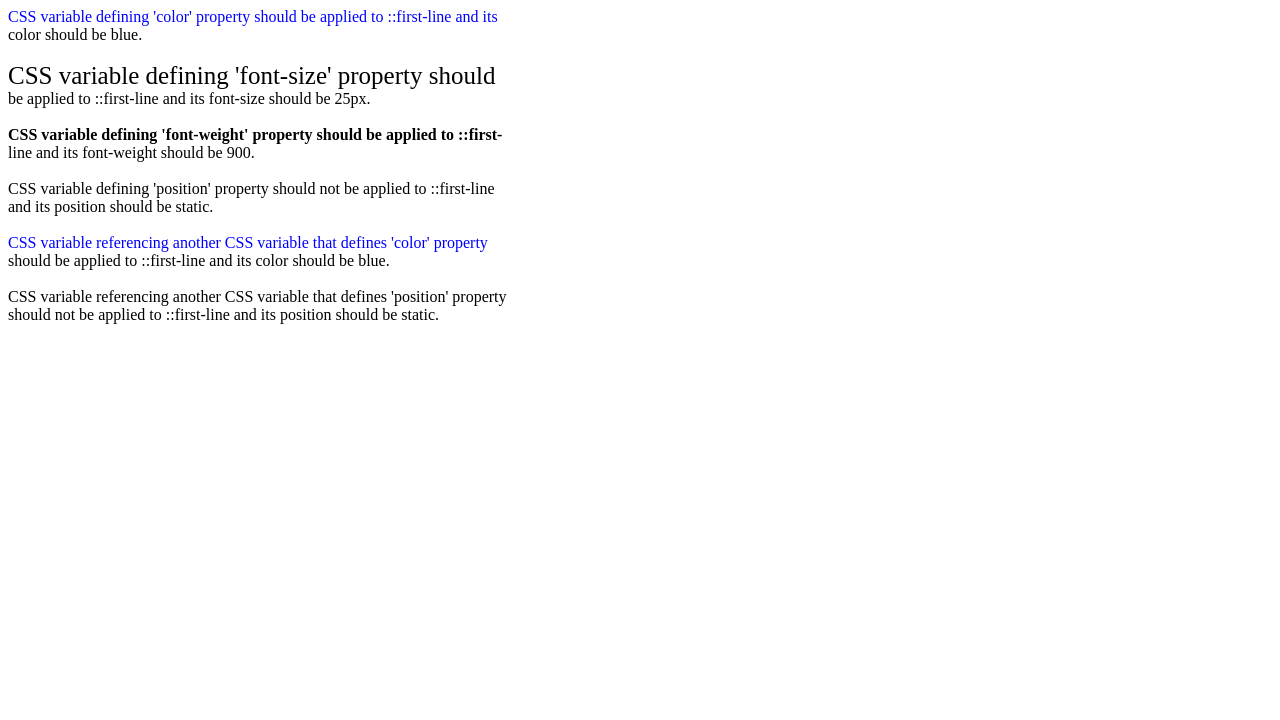 CSS variable defining 'color' property should be applied to ::first-line and its
color should be blue.
CSS variable defining 'font-size' property should
be applied to ::first-line and its font-size should be 25px.
CSS variable defining 'font-weight' property should be applied to ::first-
line and its font-weight should be 900.
CSS variable defining 'position' property should not be applied to ::first-line
and its position should be static.
CSS variable referencing another CSS variable that defines 'color' property
should be applied to ::first-line and its color should be blue.
CSS variable referencing another CSS variable that defines 'position' property
should not be applied to ::first-line and its position should be static.